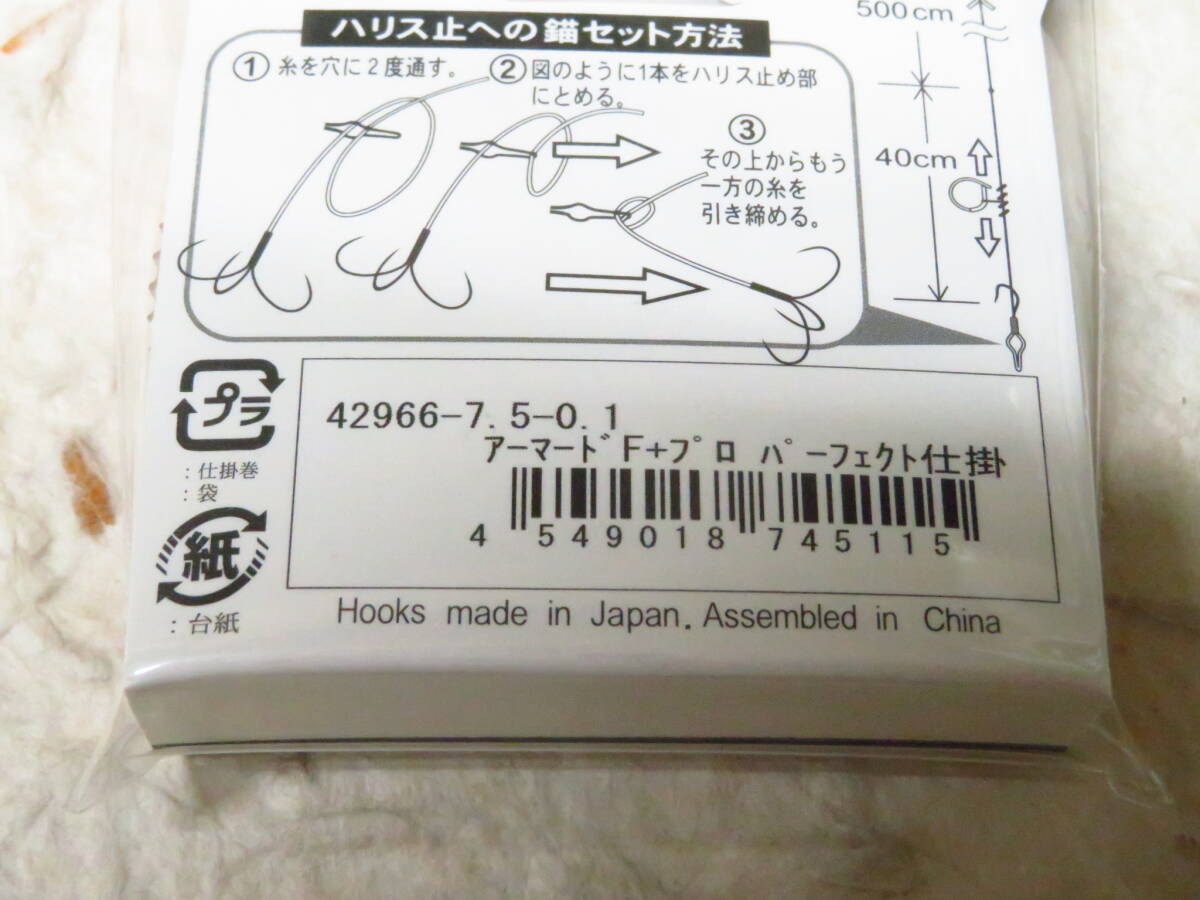 ハリス止への錨セット方法
① 糸を穴に2度通す。
② 図のように1本をハリス止め部
にとめる。
③
その上からもう
一方の糸を
引き締める。
500cm
40cm
プラ
:仕掛巻
:袋
紙
:台紙
42966-7.5-0.1
アーマードF+プロ パーフェクト仕掛
4 549018 745115
Hooks made in Japan. Assembled in China